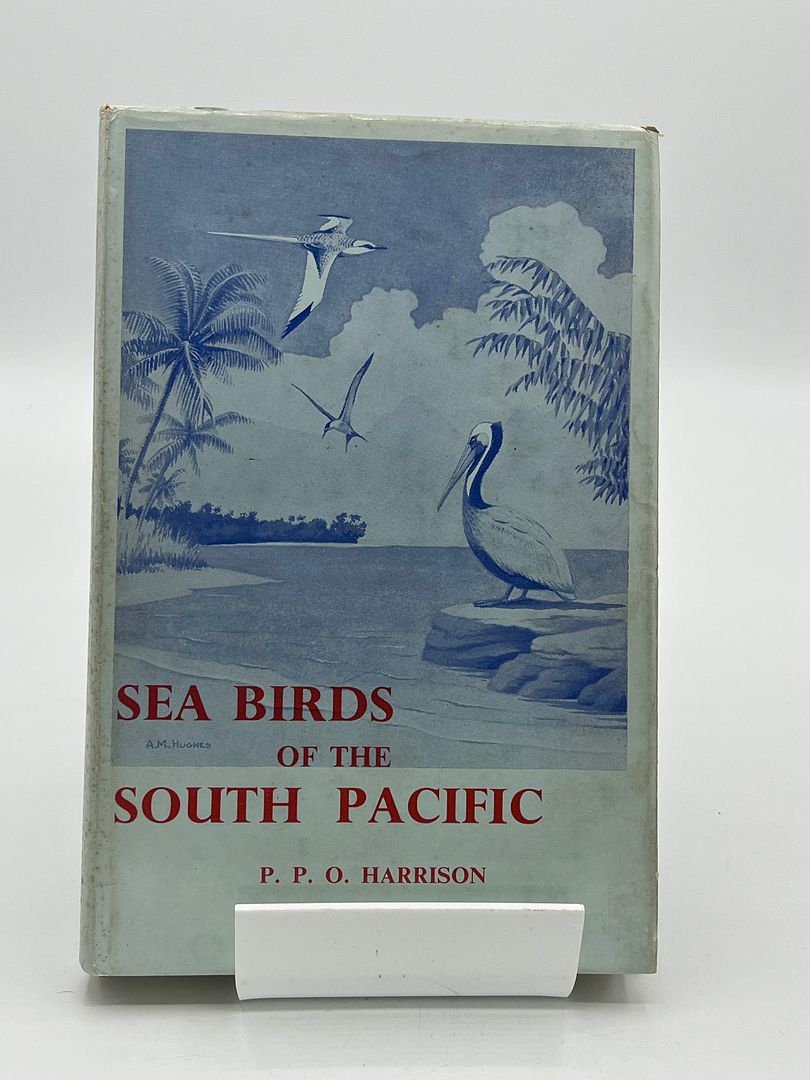 SEA BIRDS
A.M. HUGHES
OF THE
SOUTH PACIFIC
P. P. O. HARRISON